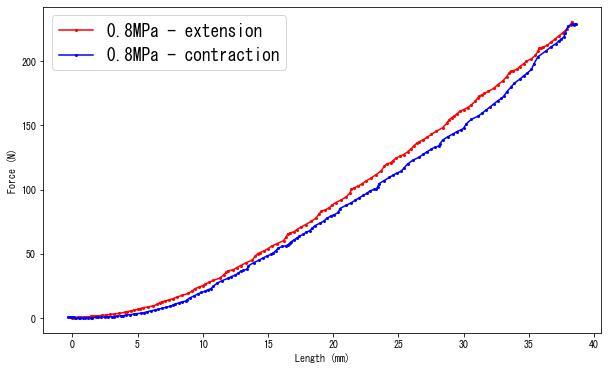 0.8MPa - extension
0.8MPa - contraction
200
150
100
50
0
Force (N)
0 5 10 15 20 25 30 35 40
Length (mm)